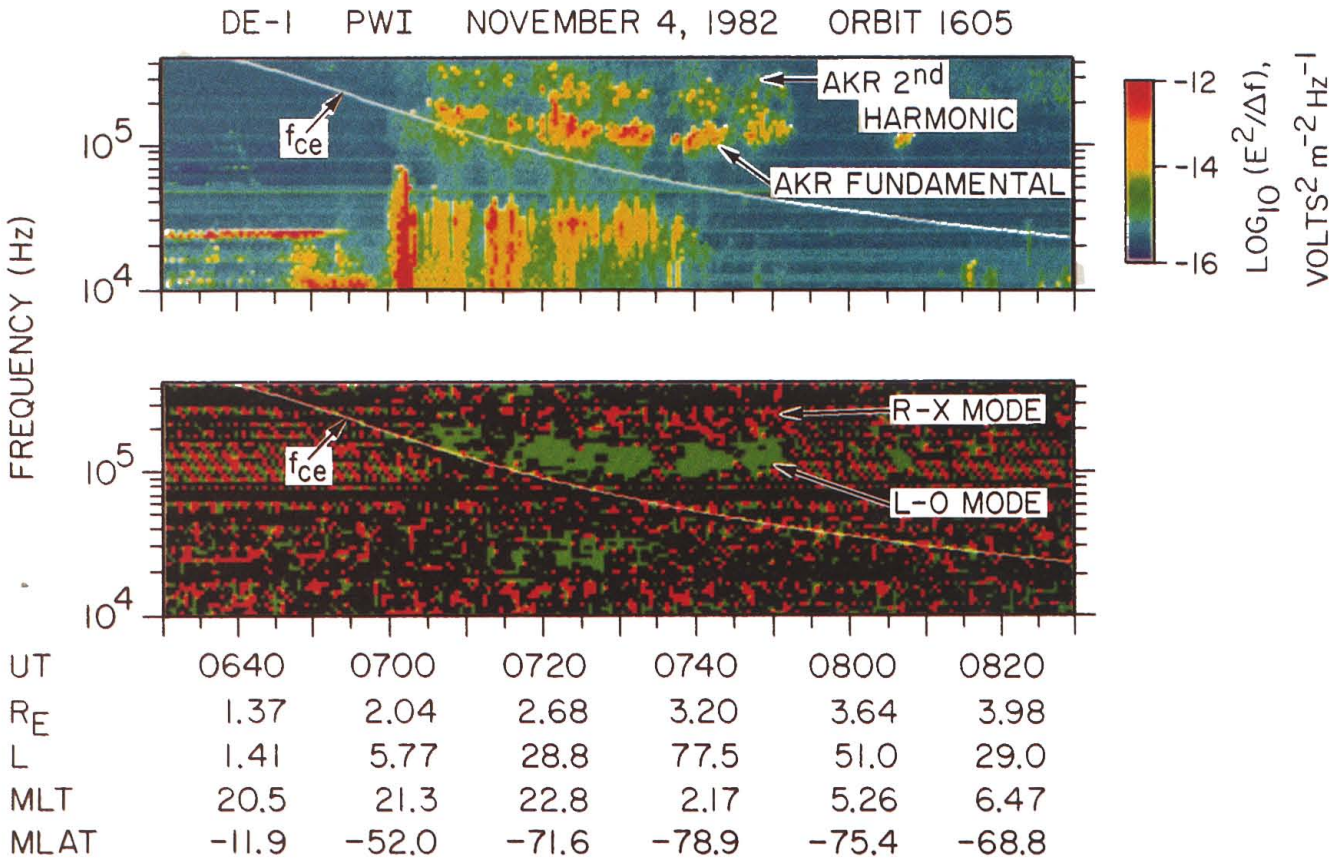 DE-1 PWI NOVEMBER 4, 1982 ORBIT 1605
AKR 2nd
HARMONIC
fce
AKR FUNDAMENTAL
10^5
10^4
-12
-14
-16
LOG10 (E^2/Δf),
VOLTS^2 m^-2 Hz^-1
FREQUENCY (Hz)
R-X MODE
fce
L-O MODE
10^5
10^4
UT 0640 0700 0720 0740 0800 0820
RE 1.37 2.04 2.68 3.20 3.64 3.98
L 1.41 5.77 28.8 77.5 51.0 29.0
MLT 20.5 21.3 22.8 2.17 5.26 6.47
MLAT -11.9 -52.0 -71.6 -78.9 -75.4 -68.8